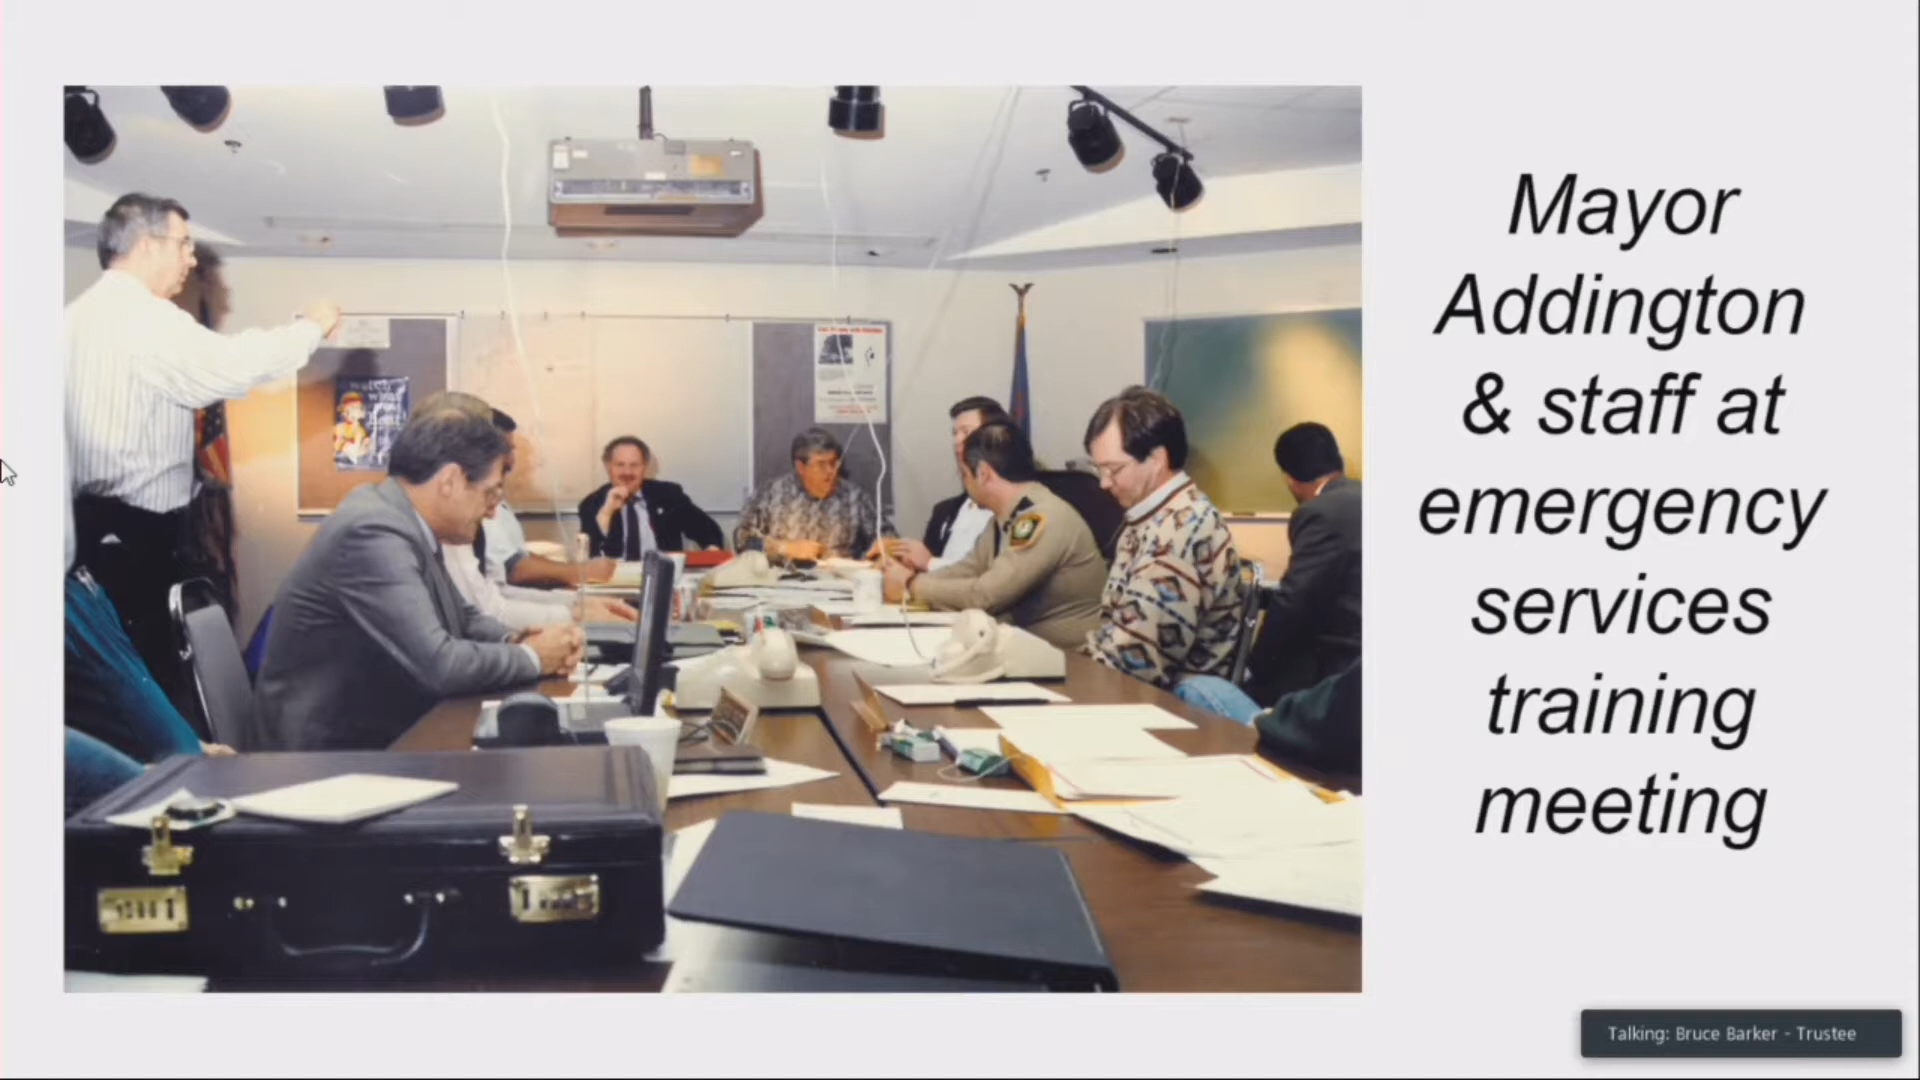 Mayor
Addington
& staff at
emergency
services
training
meeting
Talking: Bruce Barker - Trustee